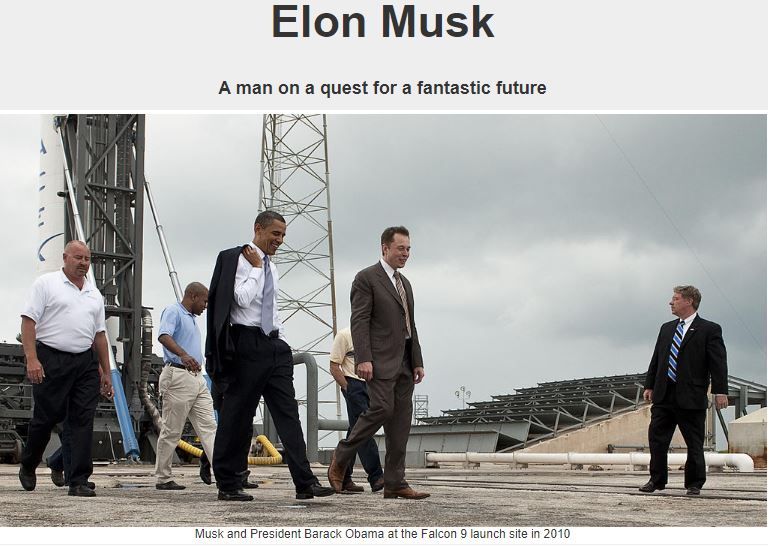 Elon Musk
A man on a quest for a fantastic future
Musk and President Barack Obama at the Falcon 9 launch site in 2010